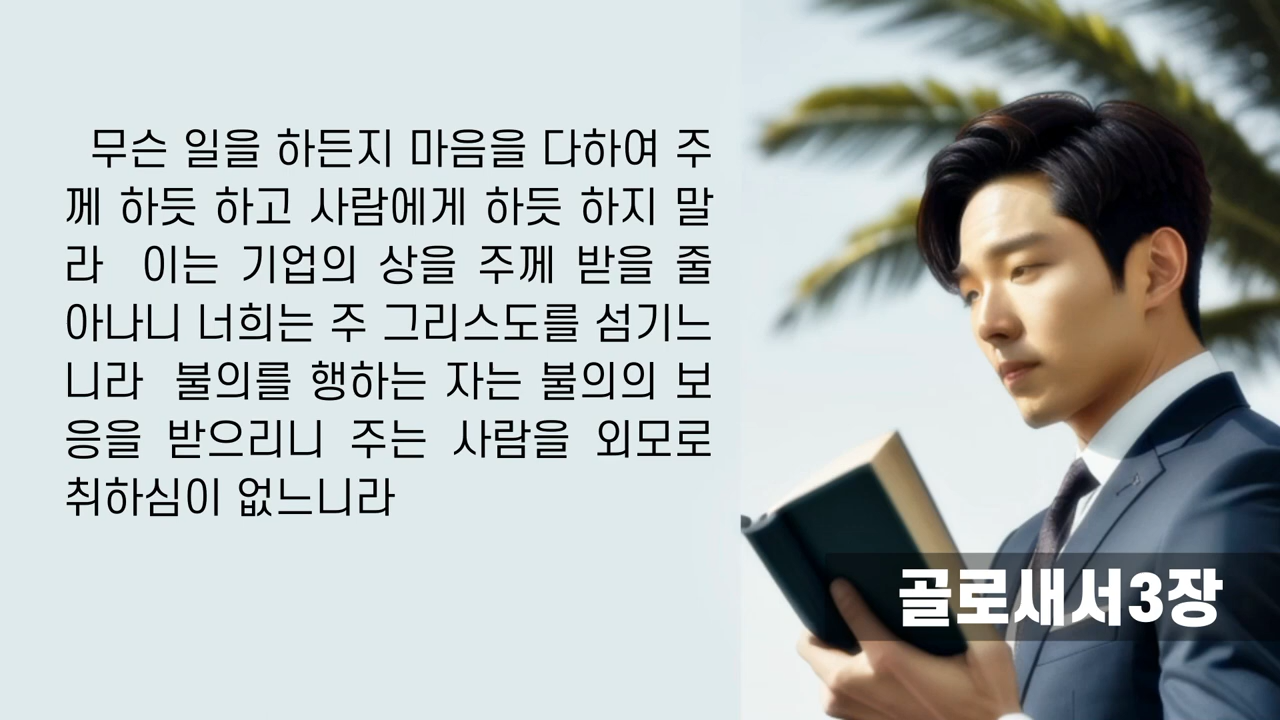 무슨 일을 하든지 마음을 다하여 주
께 하듯 하고 사람에게 하듯 하지 말
라 이는 기업의 상을 주께 받을 줄
아나니 너희는 주 그리스도를 섬기느
니라 불의를 행하는 자는 불의의 보
응을 받으리니 주는 사람을 외모로
취하심이 없느니라
골로새서3장